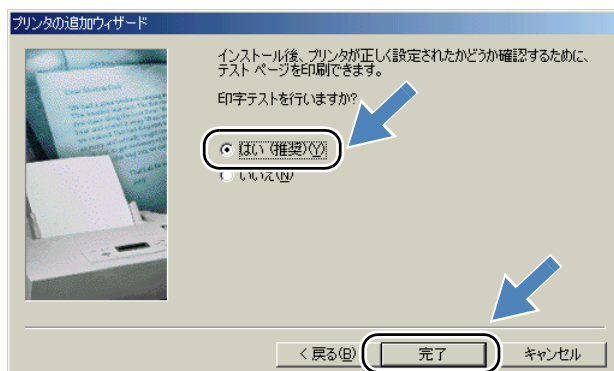 プリンタの追加ウィザード
インストール後、プリンタが正しく設定されたかどうか確認するために、
テスト ページを印刷できます。
印字テストを行いますか?
はい (推奨)(Y)
いいえ(N)
< 戻る(B)
完了
キャンセル